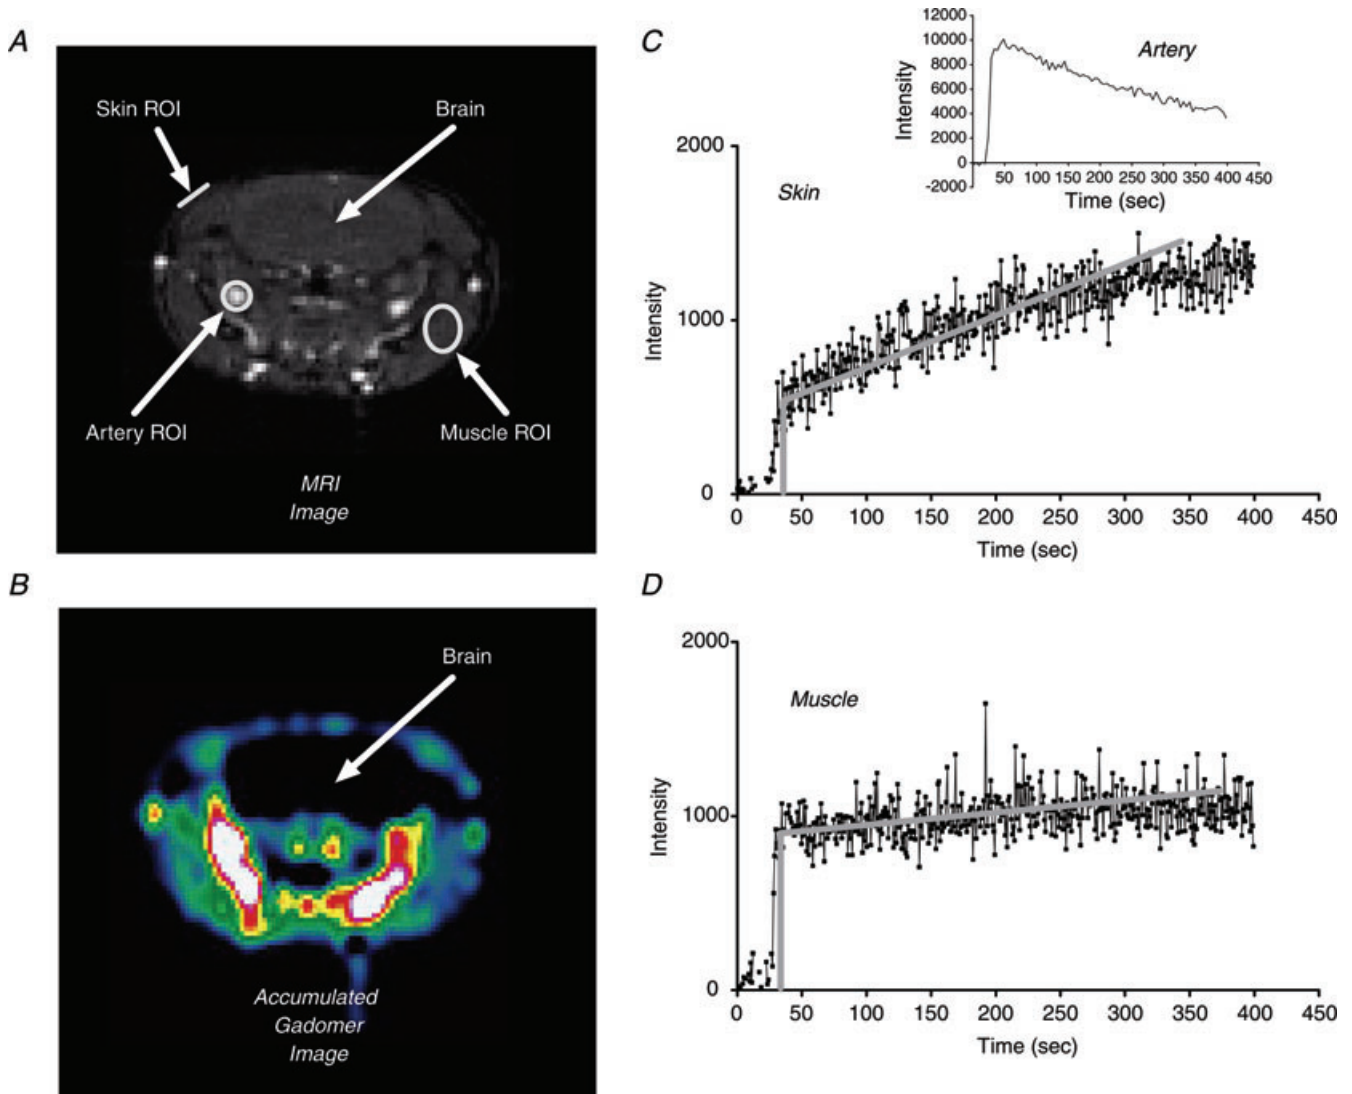 A
Skin ROI
Brain
Artery ROI
Muscle ROI
MRI
Image
B
Brain
Accumulated
Gadomer
Image
C
12000
10000
8000
6000
4000
2000
0
-2000
Intensity
Artery
50 100 150 200 250 300 350 400 450
Time (sec)
2000
1000
0
Intensity
Skin
0 50 100 150 200 250 300 350 400 450
Time (sec)
D
2000
1000
0
Intensity
Muscle
0 50 100 150 200 250 300 350 400 450
Time (sec)